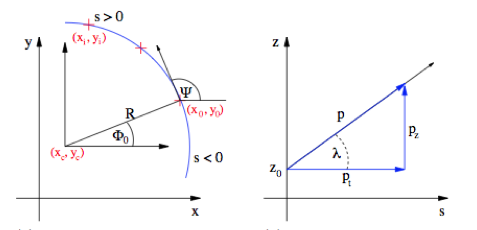 s > 0
y
(x_i, y_i)
Ψ
R
(x_0, y_0)
Φ_0
(x_c, y_c)
s < 0
x
z
p
p_z
λ
z_0
p_t
s